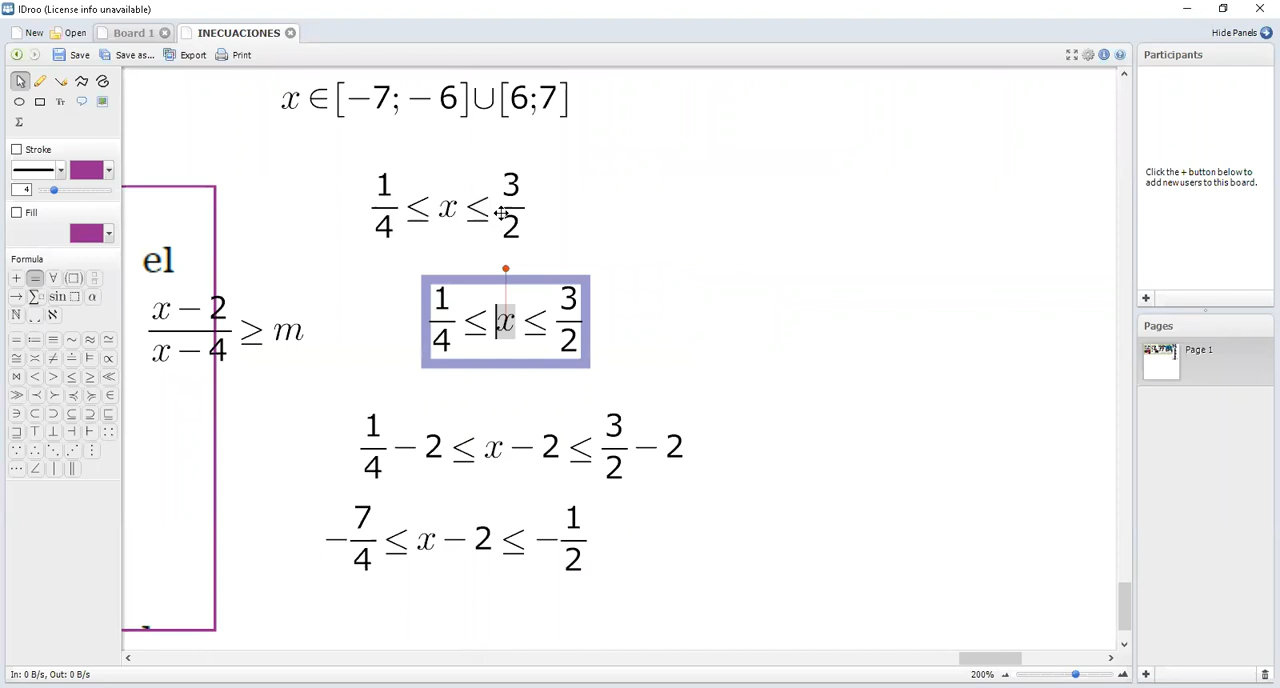 IDroo (License info unavailable)
New Open Board 1 INECUACIONES Hide Panels
Save Save as... Export Print Participants
Tт
Σ
Stroke
4
Fill
Formula
+ = ∀ (□)
→ Σ sin □ α
ℕ ℵ
x ∈ [−7; − 6] ∪ [6;7]
1/4 ≤ x ≤ 3/2
el
(x − 2)/(x − 4) ≥ m
1/4 ≤ x ≤ 3/2
1/4 − 2 ≤ x − 2 ≤ 3/2 − 2
− 7/4 ≤ x − 2 ≤ − 1/2
Click the + button below to
add new users to this board.
Pages
Page 1
In: 0 B/s, Out: 0 B/s 200%